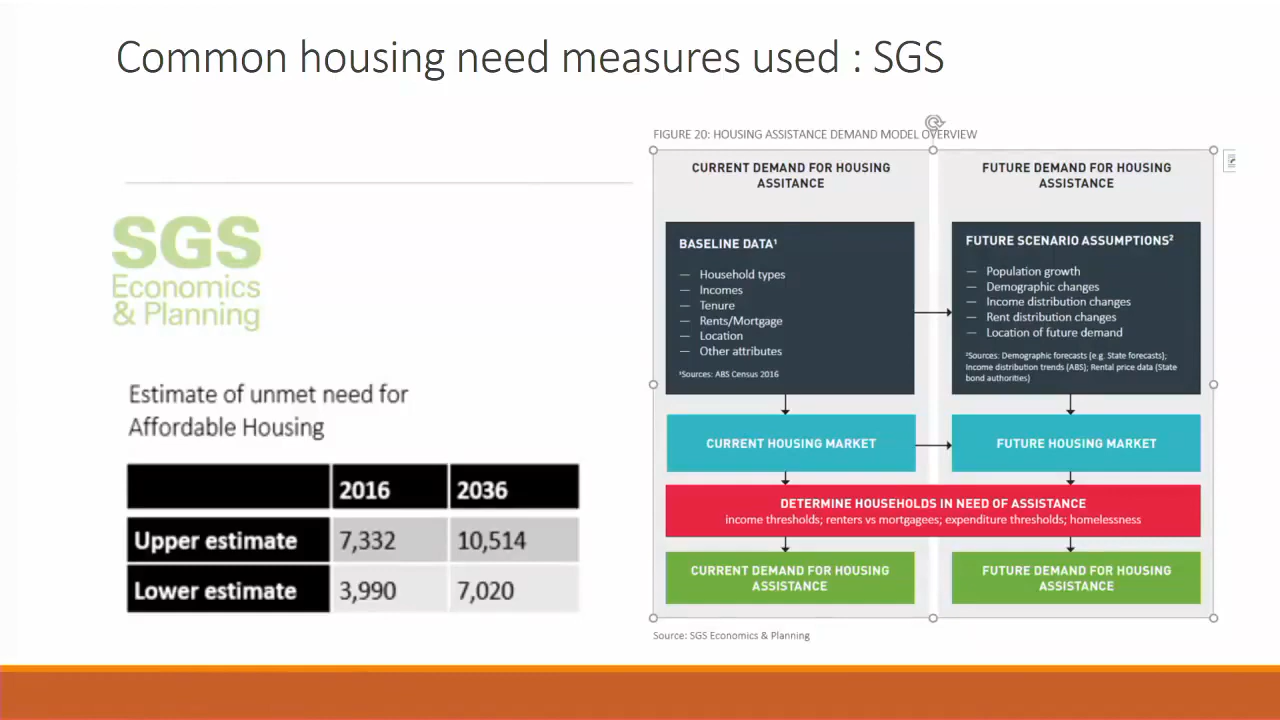 Common housing need measures used : SGS
SGS
Economics
& Planning
Estimate of unmet need for
Affordable Housing
2016 2036
Upper estimate 7,332 10,514
Lower estimate 3,990 7,020
FIGURE 20: HOUSING ASSISTANCE DEMAND MODEL OVERVIEW
CURRENT DEMAND FOR HOUSING
ASSITANCE
BASELINE DATA¹
— Household types
— Incomes
— Tenure
— Rents/Mortgage
— Location
— Other attributes
¹Sources: ABS Census 2016
FUTURE DEMAND FOR HOUSING
ASSISTANCE
FUTURE SCENARIO ASSUMPTIONS²
— Population growth
— Demographic changes
— Income distribution changes
— Rent distribution changes
— Location of future demand
²Sources: Demographic forecasts (e.g. State forecasts);
Income distribution trends (ABS); Rental price data (State
bond authorities)
CURRENT HOUSING MARKET
FUTURE HOUSING MARKET
DETERMINE HOUSEHOLDS IN NEED OF ASSISTANCE
income thresholds; renters vs mortgagees; expenditure thresholds; homelessness
CURRENT DEMAND FOR HOUSING
ASSISTANCE
FUTURE DEMAND FOR HOUSING
ASSISTANCE
Source: SGS Economics & Planning